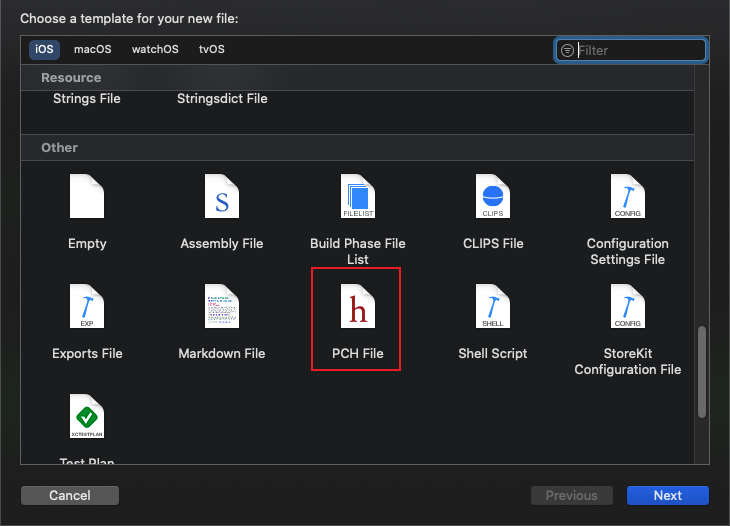 Choose a template for your new file:
iOS macOS watchOS tvOS Filter
Resource
Strings File Stringsdict File
Other
S FILELIST CLIPS CONFIG
Empty Assembly File Build Phase File List CLIPS File Configuration Settings File
EXP h SHELL CONFIG
Exports File Markdown File PCH File Shell Script StoreKit Configuration File
XCTESTPLAN
Test Plan
Cancel Previous Next